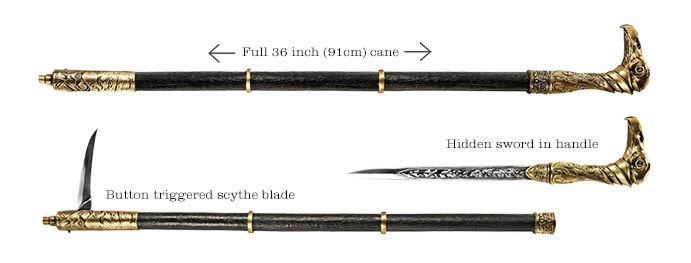 Full 36 inch (91cm) cane
Hidden sword in handle
Button triggered scythe blade